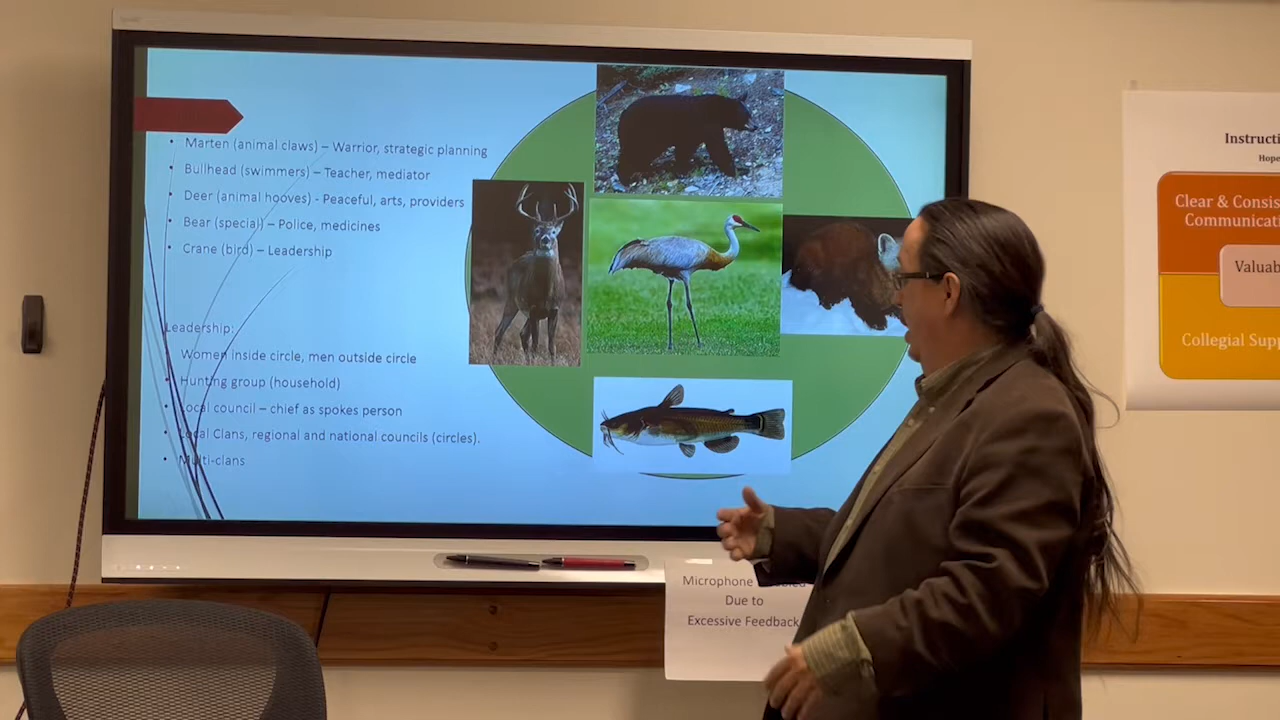 • Marten (animal claws) – Warrior, strategic planning
• Bullhead (swimmers) – Teacher, mediator
• Deer (animal hooves) - Peaceful, arts, providers
• Bear (special) – Police, medicines
• Crane (bird) – Leadership
Leadership:
• Women inside circle, men outside circle
• Hunting group (household)
• Local council – chief as spokes person
• Local Clans, regional and national councils (circles).
• Multi-clans
Microphone
Due to
Excessive Feedback
Instructi
Hope
Clear & Consis
Communicati
Valuab
Collegial Supp